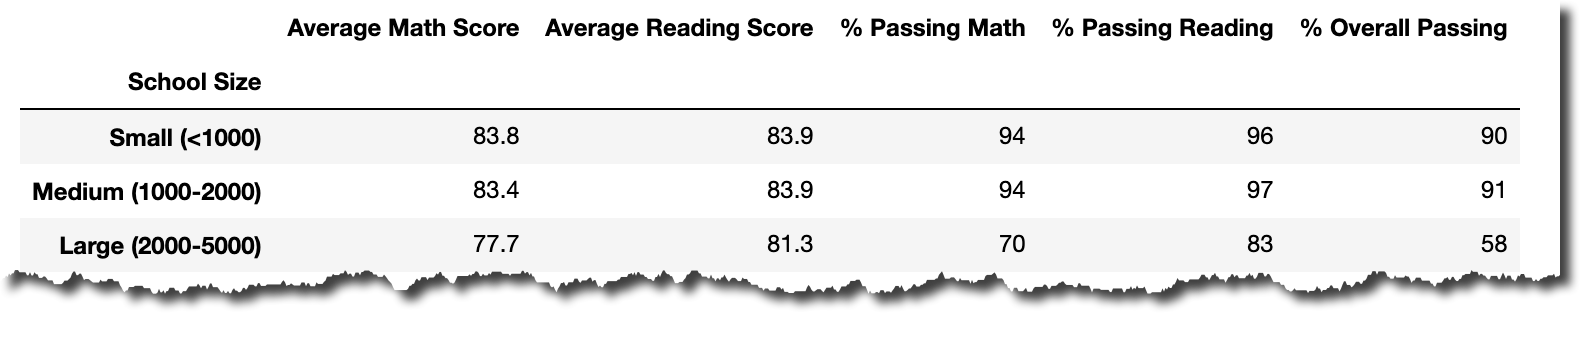 Average Math Score Average Reading Score % Passing Math % Passing Reading % Overall Passing
School Size
Small (<1000) 83.8 83.9 94 96 90
Medium (1000-2000) 83.4 83.9 94 97 91
Large (2000-5000) 77.7 81.3 70 83 58